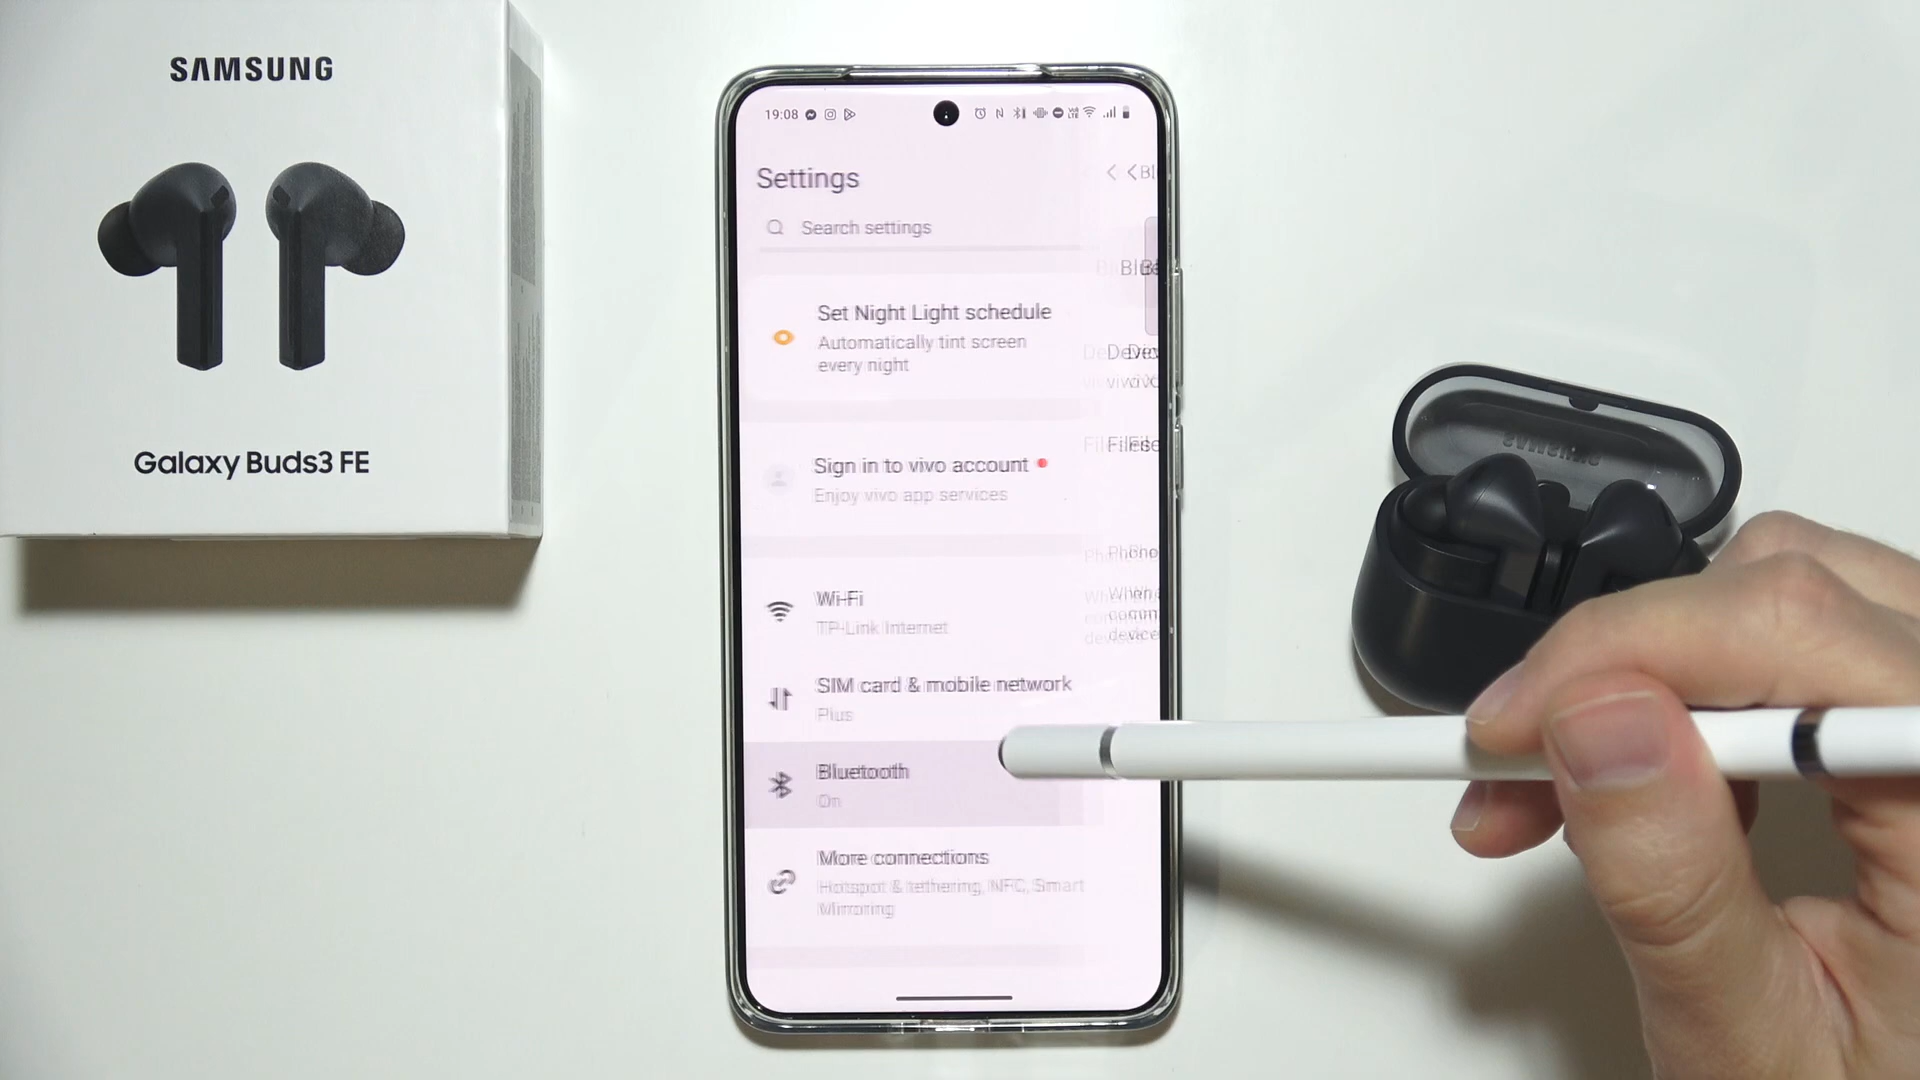 SAMSUNG
Galaxy Buds3 FE
19:08
Settings
Search settings
Set Night Light schedule
Automatically tint screen
every night
Sign in to vivo account
Enjoy vivo app services
Wi-Fi
TP-Link Internet
SIM card & mobile network
Plus
Bluetooth
On
More connections
Hotspot & tethering, NFC, Smart
Mirroring
SAMSUNG